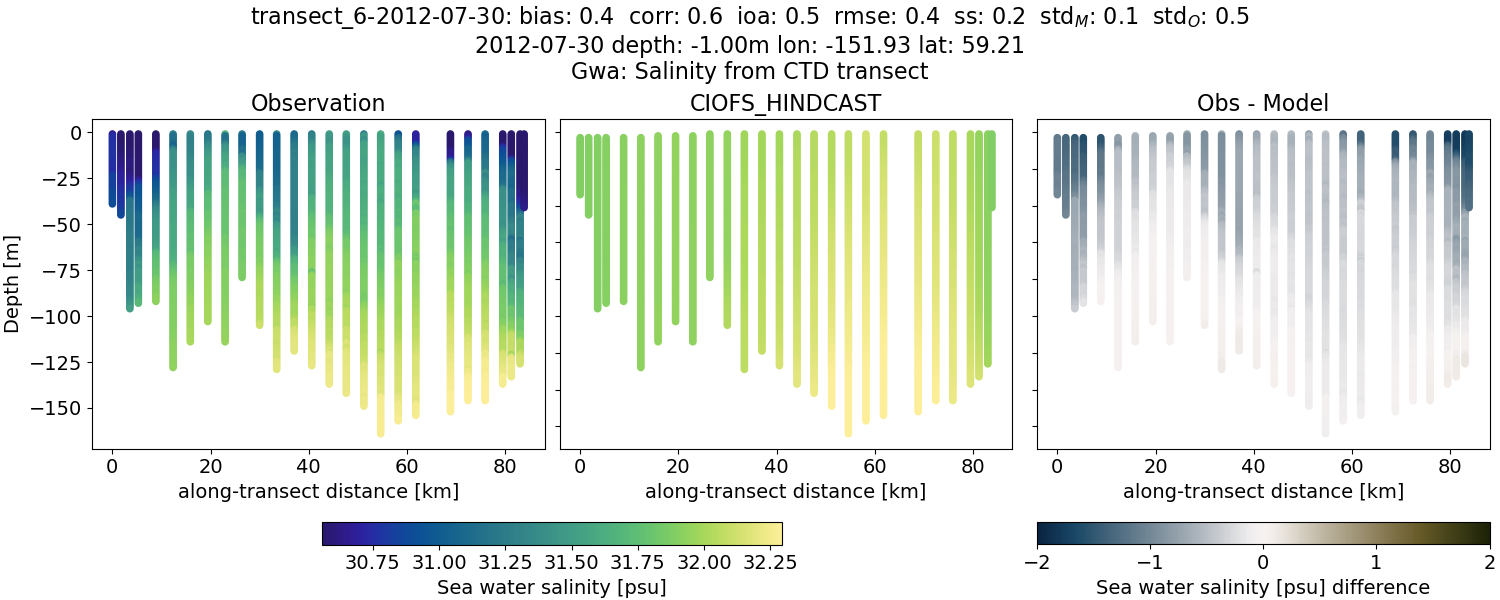 transect_6-2012-07-30: bias: 0.4  corr: 0.6  ioa: 0.5  rmse: 0.4  ss: 0.2  std_M: 0.1  std_O: 0.5
2012-07-30 depth: -1.00m lon: -151.93 lat: 59.21
Gwa: Salinity from CTD transect
Observation
CIOFS_HINDCAST
Obs - Model
Depth [m]
0
−25
−50
−75
−100
−125
−150
0 20 40 60 80
0 20 40 60 80
0 20 40 60 80
along-transect distance [km]
along-transect distance [km]
along-transect distance [km]
30.75 31.00 31.25 31.50 31.75 32.00 32.25
Sea water salinity [psu]
−2 −1 0 1 2
Sea water salinity [psu] difference